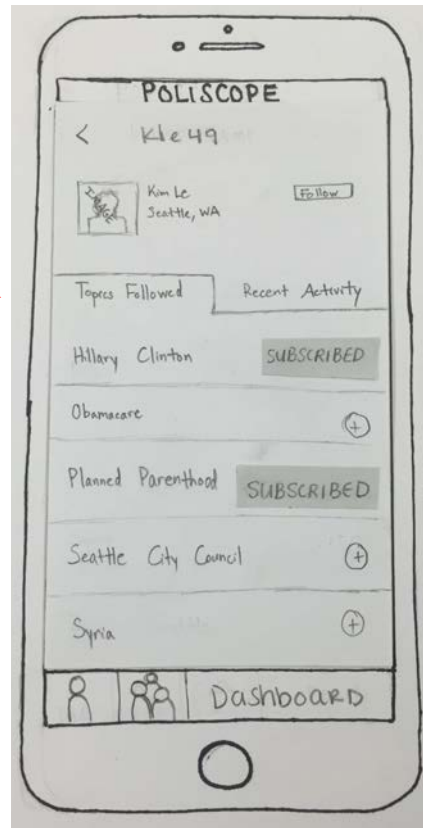 POLISCOPE
< Kle49
IMAGE
Kim Le
Follow
Seattle, WA
Topics Followed
Recent Activity
Hillary Clinton
SUBSCRIBED
Obamacare
+
Planned Parenthood
SUBSCRIBED
Seattle City Council
+
Syria
+
Dashboard